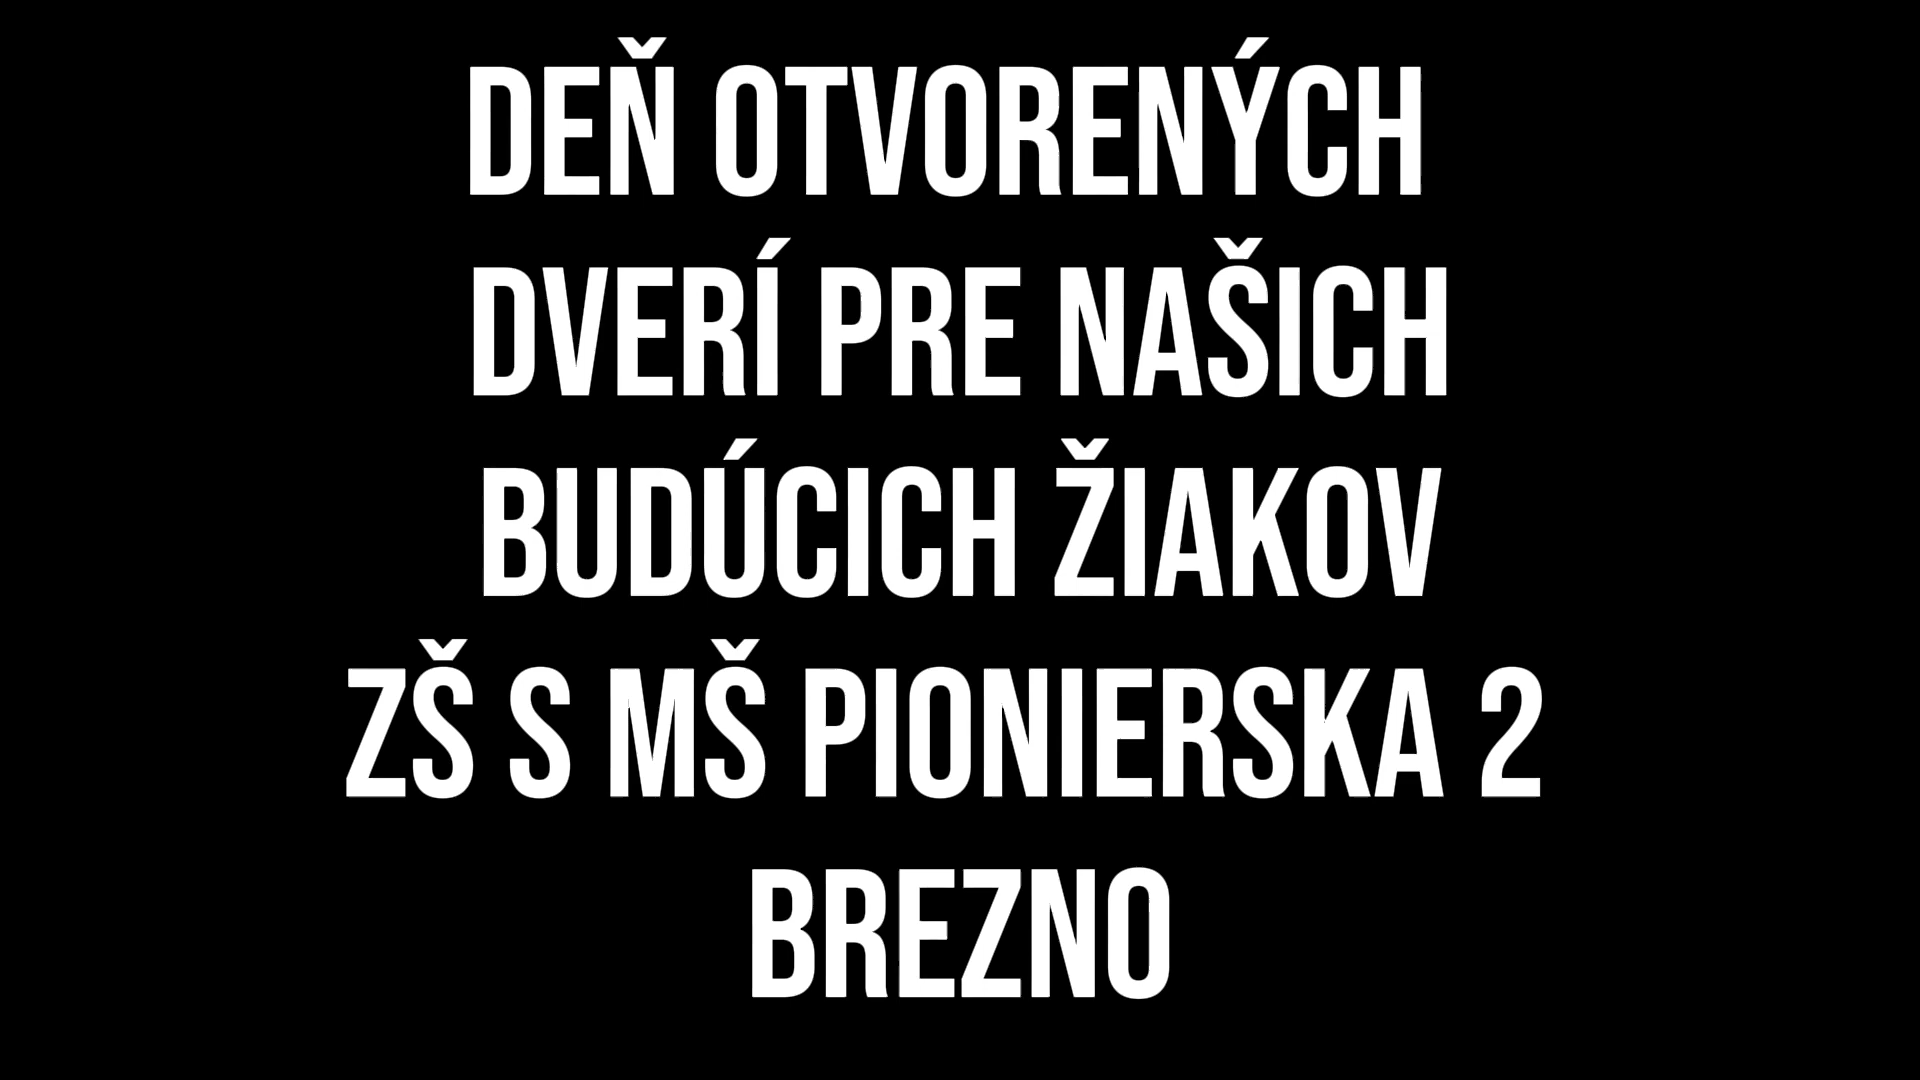 DEŇ OTVORENÝCH
DVERÍ PRE NAŠICH
BUDÚCICH ŽIAKOV
ZŠ S MŠ PIONIERSKA 2
BREZNO